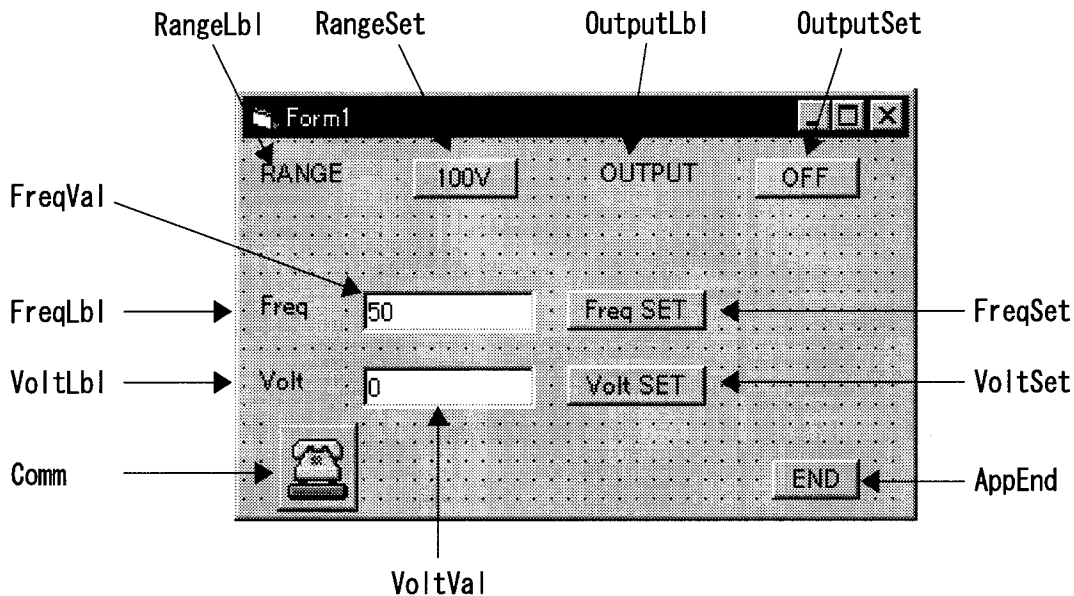 RangeLbl RangeSet OutputLbl OutputSet
Form1
RANGE 100V OUTPUT OFF
FreqVal
FreqLbl Freq 50 Freq SET FreqSet
VoltLbl Volt 0 Volt SET VoltSet
Comm END AppEnd
VoltVal